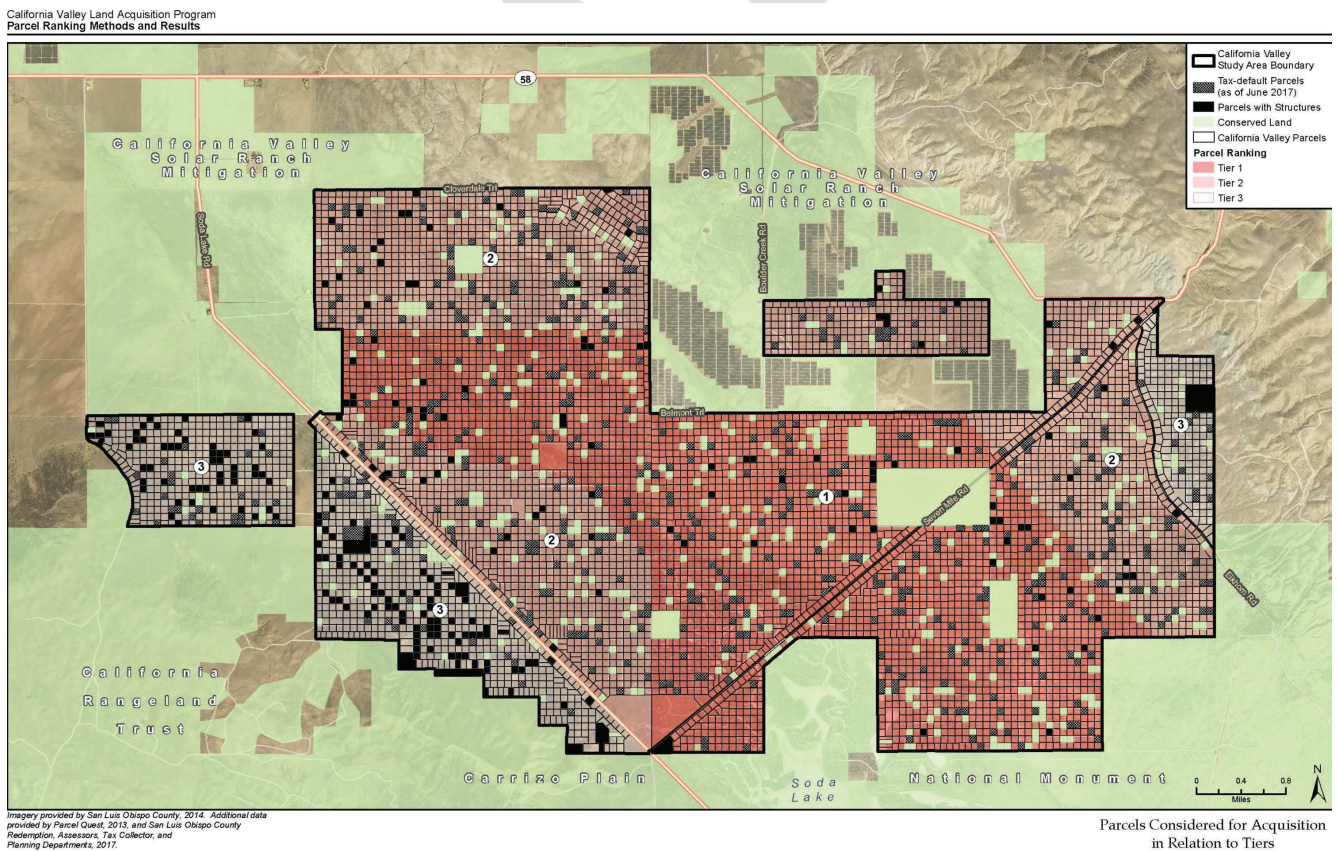 California Valley Land Acquisition Program
Parcel Ranking Methods and Results
California Valley
Study Area Boundary
Tax-default Parcels
(as of June 2017)
Parcels with Structures
Conserved Land
California Valley Parcels
Parcel Ranking
Tier 1
Tier 2
Tier 3
58
California Valley
Solar Ranch
Mitigation
California Valley
Solar Ranch
Mitigation
Cloverdale Trl
Soda Lake Rd
Boulder Creek Rd
2
Belmont Trl
3
3
2
1
Seven Mile Rd
2
3
Elkhorn Rd
California
Rangeland
Trust
Carrizo Plain
Soda
Lake
National Monument
N
0 0.4 0.8
Miles
Imagery provided by San Luis Obispo County, 2014. Additional data
provided by Parcel Quest, 2013, and San Luis Obispo County
Redemption, Assessors, Tax Collector, and
Planning Departments, 2017.
Parcels Considered for Acquisition
in Relation to Tiers